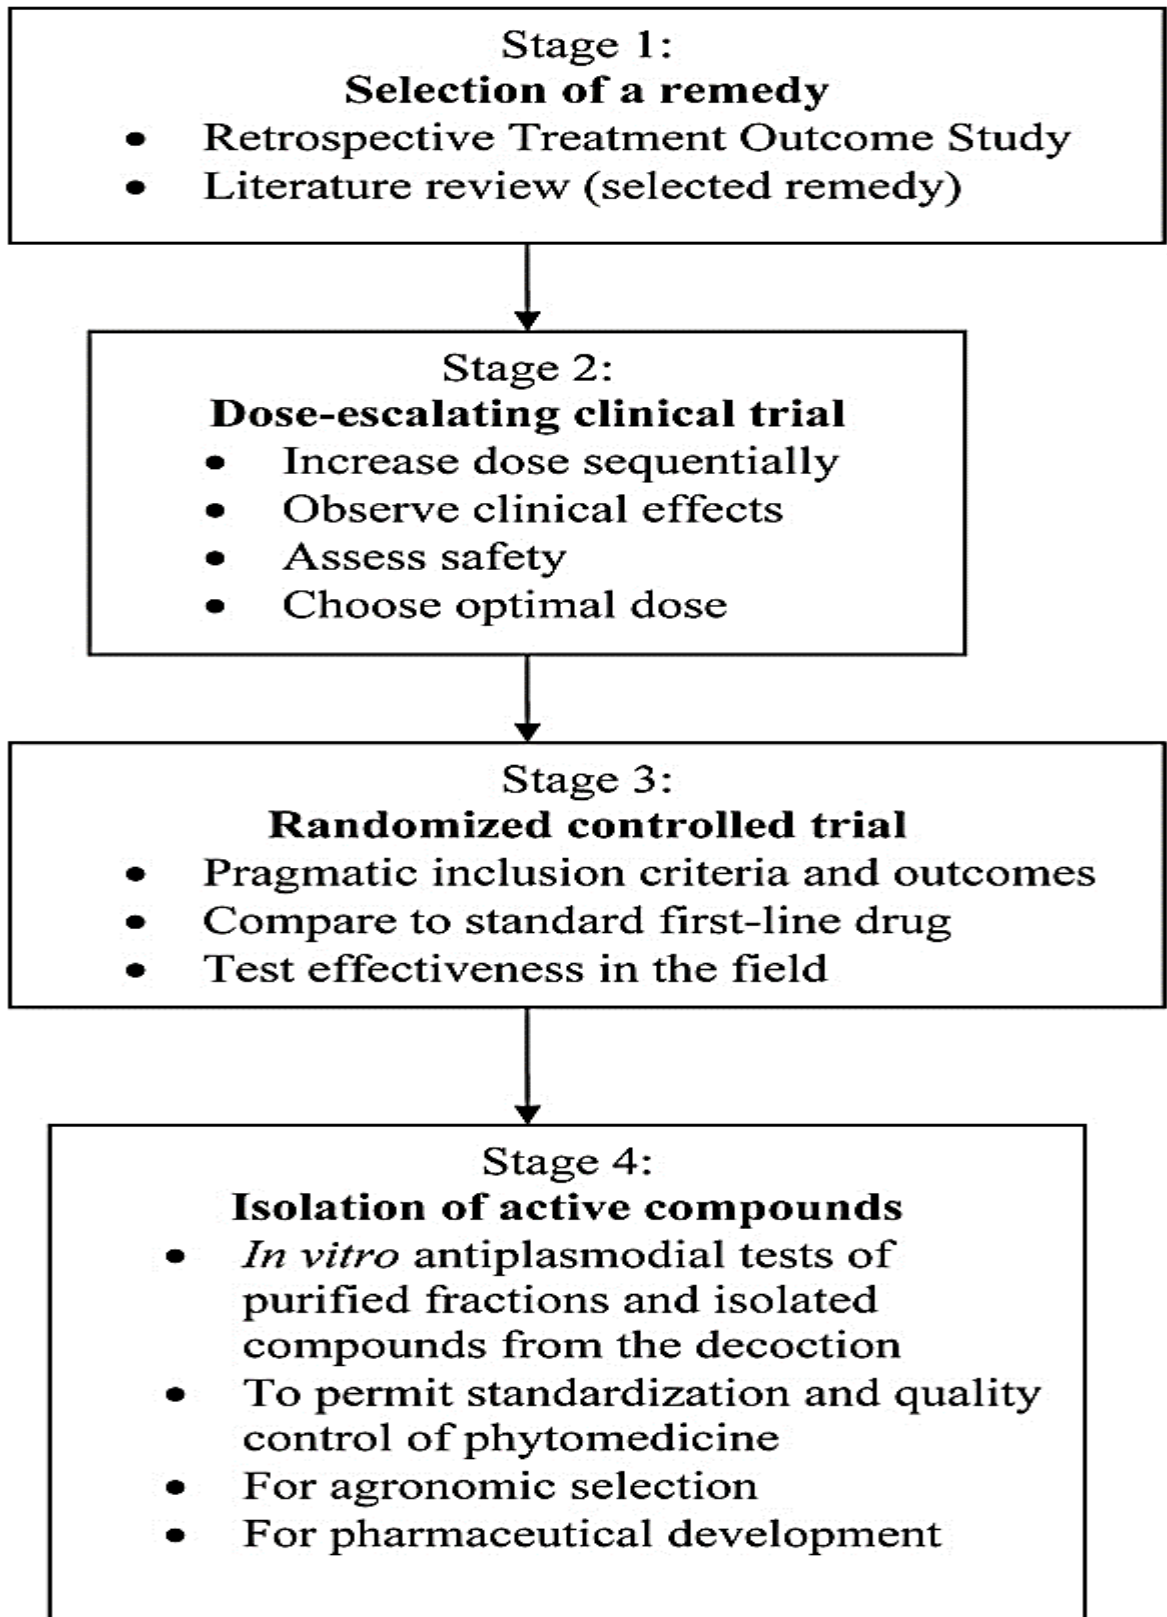 Stage 1:
Selection of a remedy
• Retrospective Treatment Outcome Study
• Literature review (selected remedy)
Stage 2:
Dose-escalating clinical trial
• Increase dose sequentially
• Observe clinical effects
• Assess safety
• Choose optimal dose
Stage 3:
Randomized controlled trial
• Pragmatic inclusion criteria and outcomes
• Compare to standard first-line drug
• Test effectiveness in the field
Stage 4:
Isolation of active compounds
• In vitro antiplasmodial tests of
purified fractions and isolated
compounds from the decoction
• To permit standardization and quality
control of phytomedicine
• For agronomic selection
• For pharmaceutical development